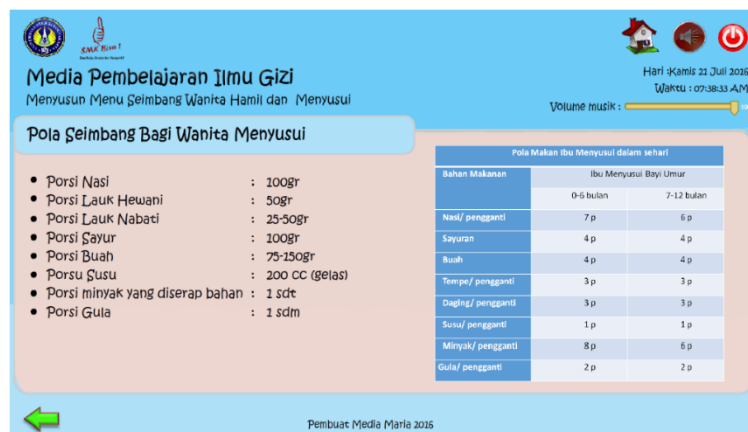 SMK Bisa!
Media Pembelajaran Ilmu Gizi
Menyusun Menu Seimbang Wanita Hamil dan Menyusui
Hari :Kamis 21 Juli 2016
Waktu : 07:38:33 AM
Volume musik :
Pola Seimbang Bagi Wanita Menyusui
• Porsi Nasi : 100gr
• Porsi Lauk Hewani : 50gr
• Porsi Lauk Nabati : 25-50gr
• Porsi Sayur : 100gr
• Porsi Buah : 75-150gr
• Porsu Susu : 200 CC (gelas)
• Porsi minyak yang diserap bahan : 1 sdt
• Porsi Gula : 1 sdm
Pola Makan Ibu Menyusui dalam sehari
Bahan Makanan Ibu Menyusui Bayi Umur
0-6 bulan 7-12 bulan
Nasi/ pengganti 7 p 6 p
Sayuran 4 p 4 p
Buah 4 p 4 p
Tempe/ pengganti 3 p 3 p
Daging/ pengganti 3 p 3 p
Susu/ pengganti 1 p 1 p
Minyak/ pengganti 8 p 6 p
Gula/ pengganti 2 p 2 p
Pembuat Media Maria 2016